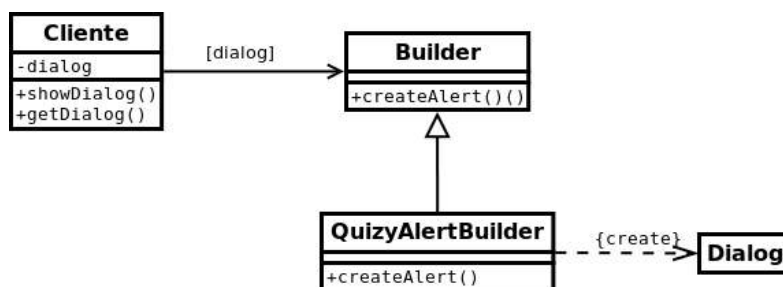 Cliente
-dialog
+showDialog()
+getDialog()
[dialog]
Builder
+createAlert()()
QuizyAlertBuilder
+createAlert()
{create}
Dialog